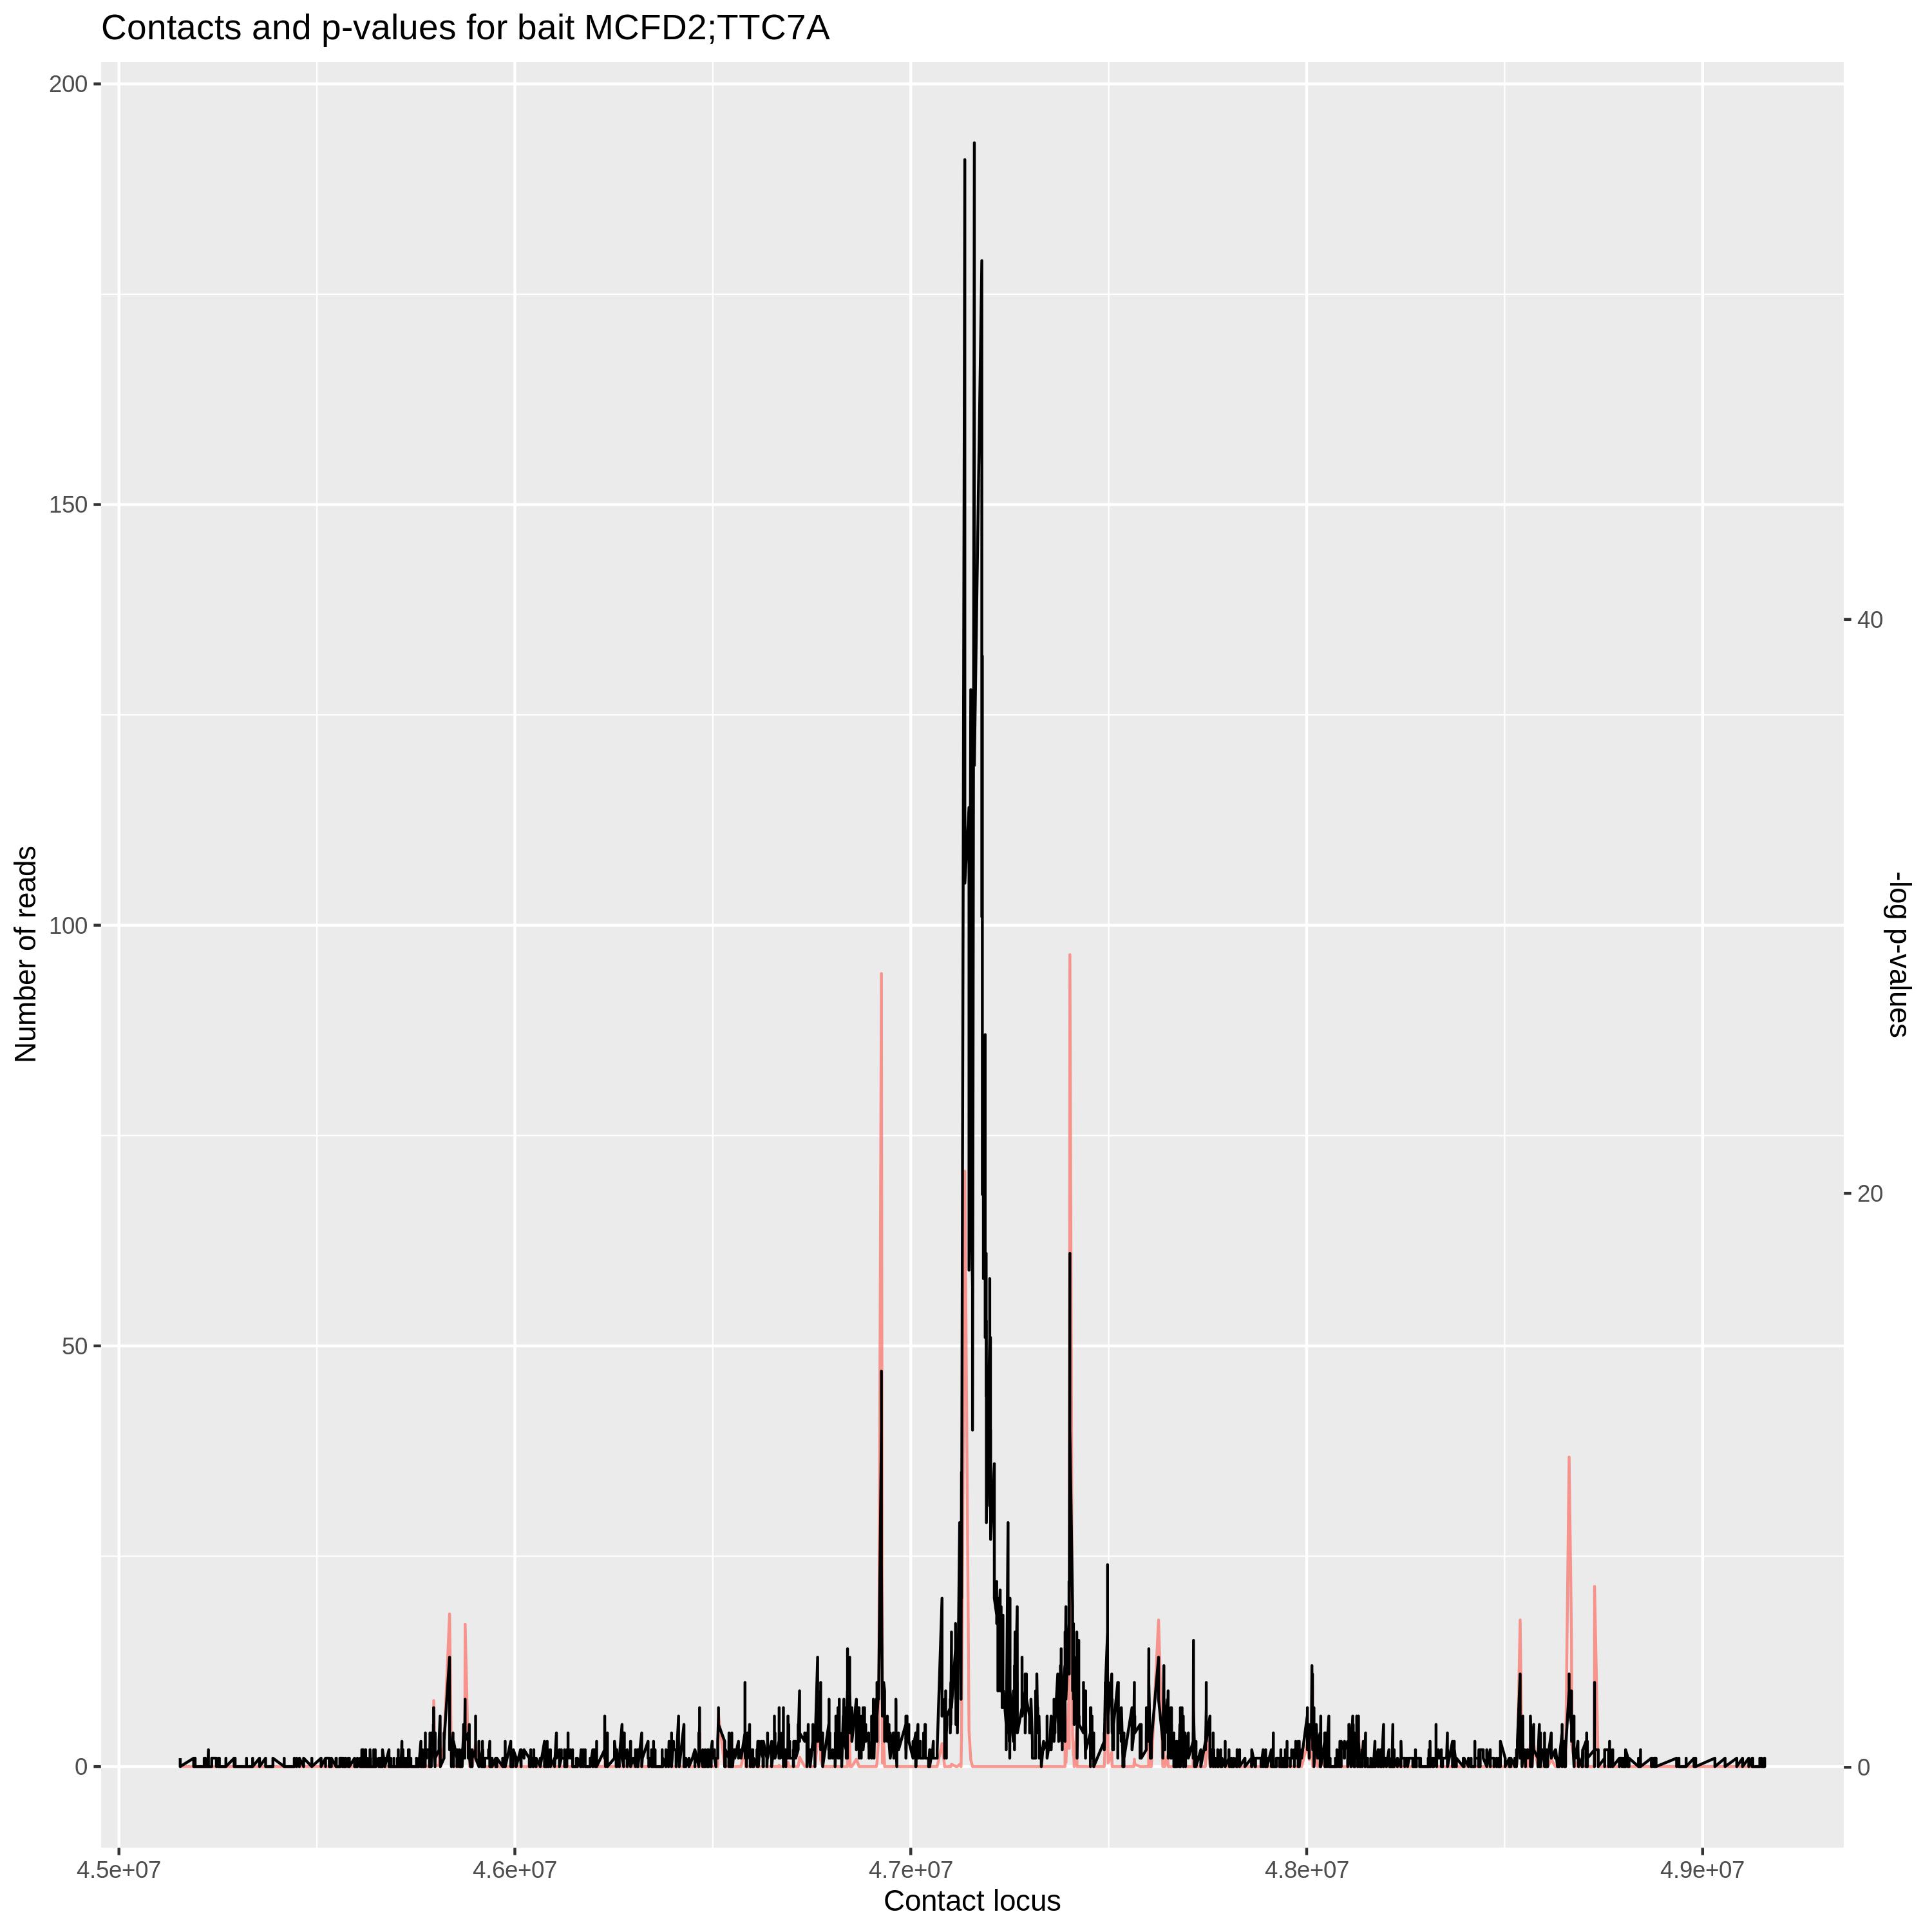 Contacts and p-values for bait MCFD2;TTC7A
200
150
100
50
0
Number of reads
40
20
0
-log p-values
4.5e+07
4.6e+07
4.7e+07
4.8e+07
4.9e+07
Contact locus